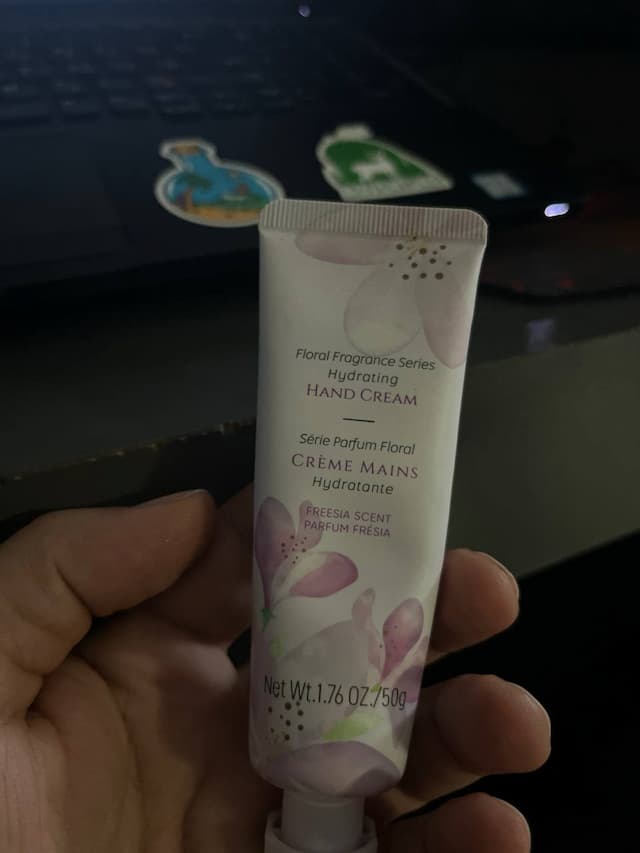 Floral Fragrance Series
Hydrating
HAND CREAM
Série Parfum Floral
CRÈME MAINS
Hydratante
FREESIA SCENT
PARFUM FRÉSIA
Net Wt.1.76 OZ./50g